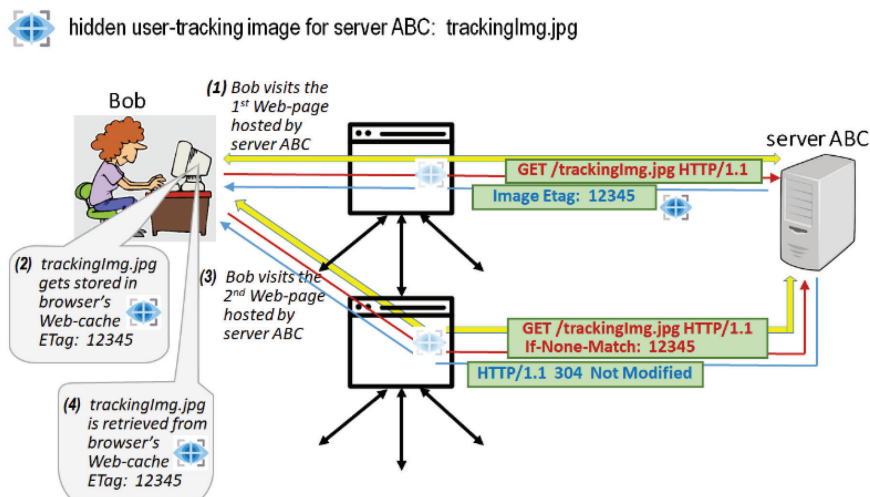 hidden user-tracking image for server ABC: trackingImg.jpg
Bob
(1) Bob visits the
1st Web-page
hosted by
server ABC
server ABC
GET /trackingImg.jpg HTTP/1.1
Image Etag: 12345
(2) trackingImg.jpg
gets stored in
browser's
Web-cache
ETag: 12345
(3) Bob visits the
2nd Web-page
hosted by
server ABC
GET /trackingImg.jpg HTTP/1.1
If-None-Match: 12345
HTTP/1.1 304 Not Modified
(4) trackingImg.jpg
is retrieved from
browser's
Web-cache
ETag: 12345